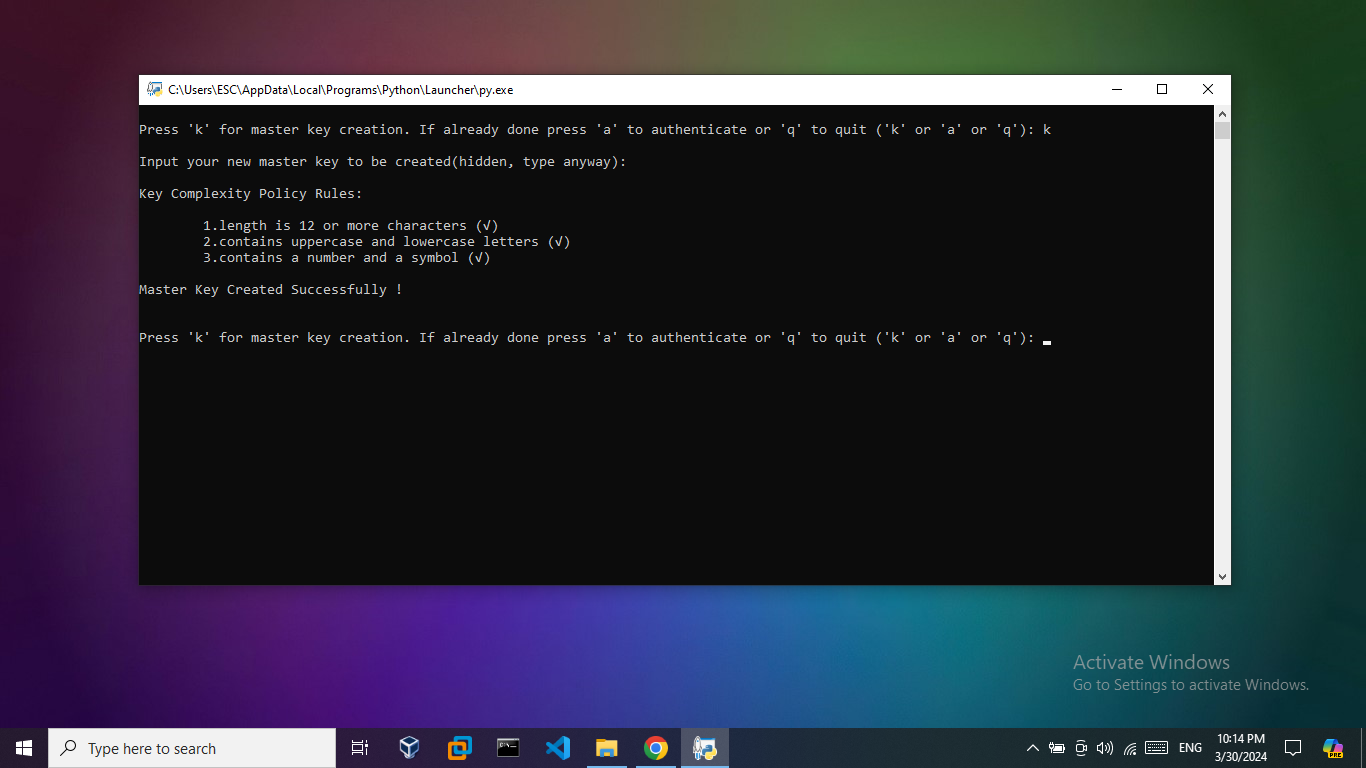 C:\Users\ESC\AppData\Local\Programs\Python\Launcher\py.exe
Press 'k' for master key creation. If already done press 'a' to authenticate or 'q' to quit ('k' or 'a' or 'q'): k
Input your new master key to be created(hidden, type anyway):
Key Complexity Policy Rules:
1.length is 12 or more characters (√)
2.contains uppercase and lowercase letters (√)
3.contains a number and a symbol (√)
Master Key Created Successfully !
Press 'k' for master key creation. If already done press 'a' to authenticate or 'q' to quit ('k' or 'a' or 'q'):
Activate Windows
Go to Settings to activate Windows.
Type here to search
ENG
10:14 PM
3/30/2024
PRE